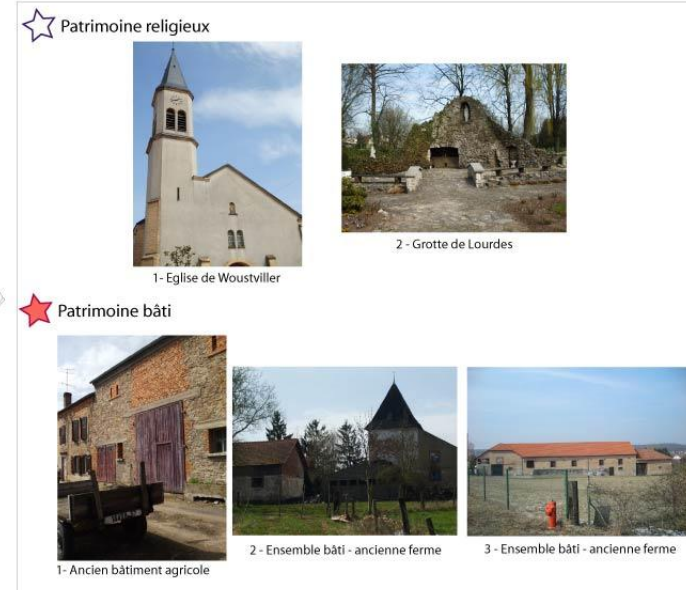 Patrimoine religieux
1- Eglise de Woustviller
2 - Grotte de Lourdes
Patrimoine bâti
1- Ancien bâtiment agricole
2 - Ensemble bâti - ancienne ferme
3 - Ensemble bâti - ancienne ferme